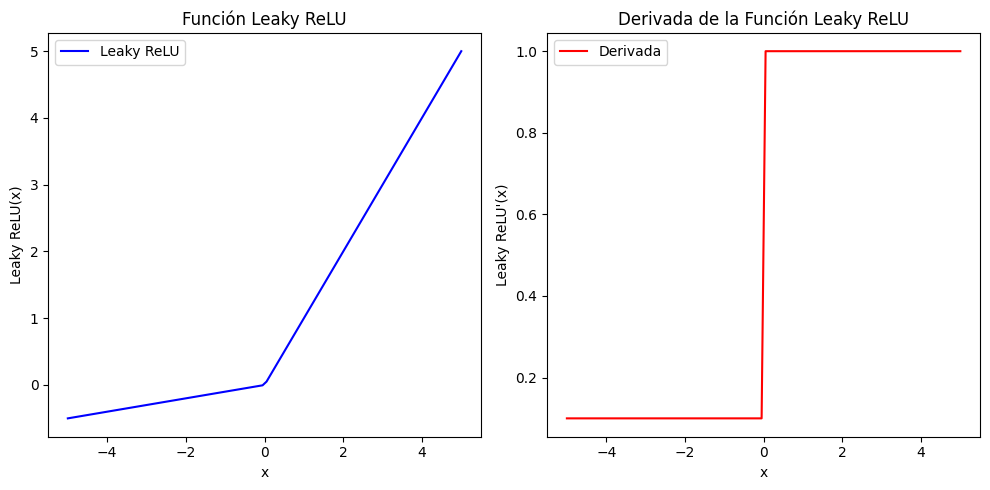 Función Leaky ReLU
Leaky ReLU
5
4
3
2
1
0
Leaky ReLU(x)
−4 −2 0 2 4
x
Derivada de la Función Leaky ReLU
Derivada
1.0
0.8
0.6
0.4
0.2
Leaky ReLU'(x)
−4 −2 0 2 4
x